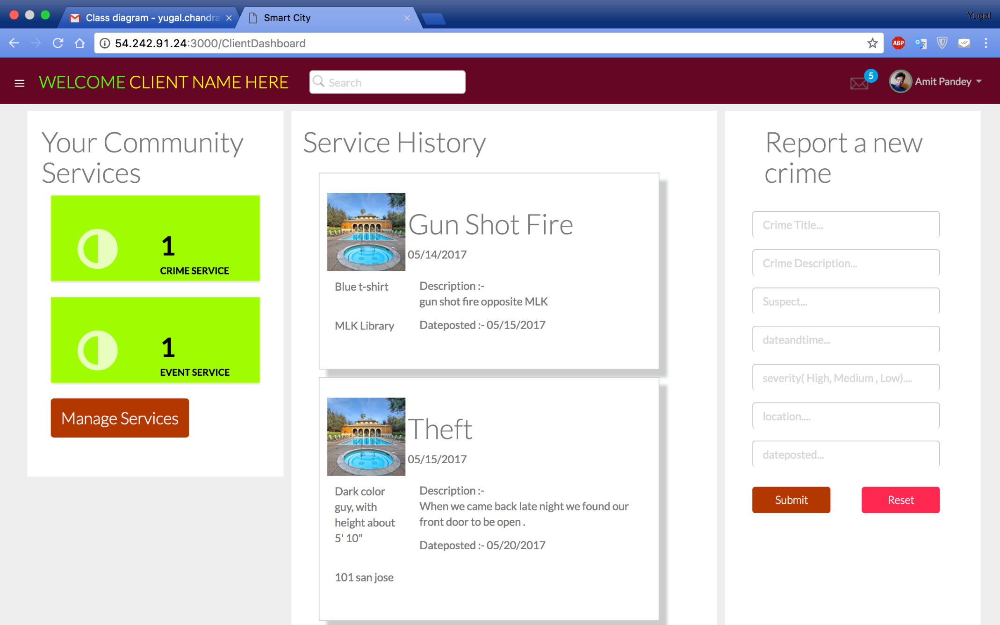 Class diagram - yugal.chandra
Smart City
Yugal
54.242.91.24:3000/ClientDashboard
ABP
WELCOME CLIENT NAME HERE
Search
5
Amit Pandey
Your Community
Services
1
CRIME SERVICE
1
EVENT SERVICE
Manage Services
Service History
Gun Shot Fire
05/14/2017
Blue t-shirt
Description :-
gun shot fire opposite MLK
MLK Library
Dateposted :- 05/15/2017
Theft
05/15/2017
Dark color
guy, with
height about
5' 10"
Description :-
When we came back late night we found our
front door to be open .
Dateposted :- 05/20/2017
101 san jose
Report a new
crime
Crime Title...
Crime Description...
Suspect...
dateandtime...
severity( High, Medium , Low)....
location....
dateposted...
Submit
Reset